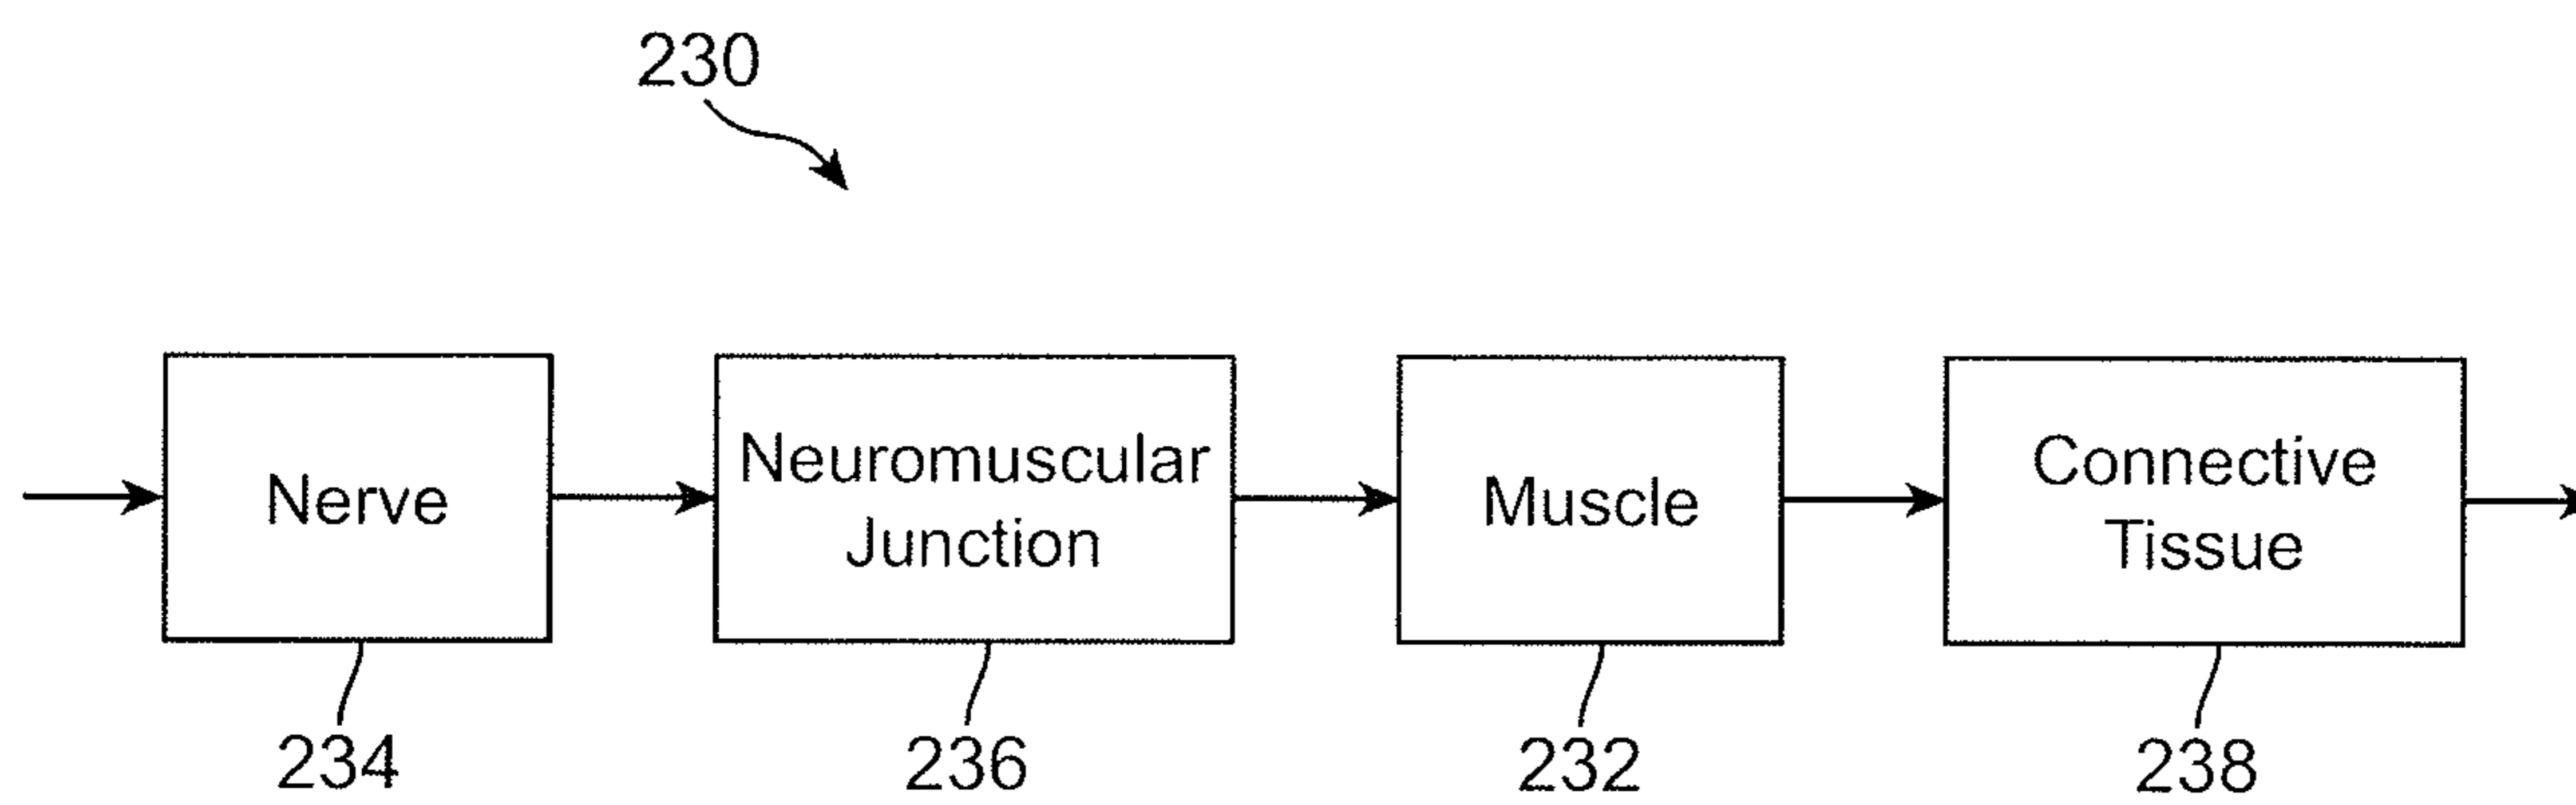 230
Nerve
Neuromuscular
Junction
Muscle
Connective
Tissue
234
236
232
238